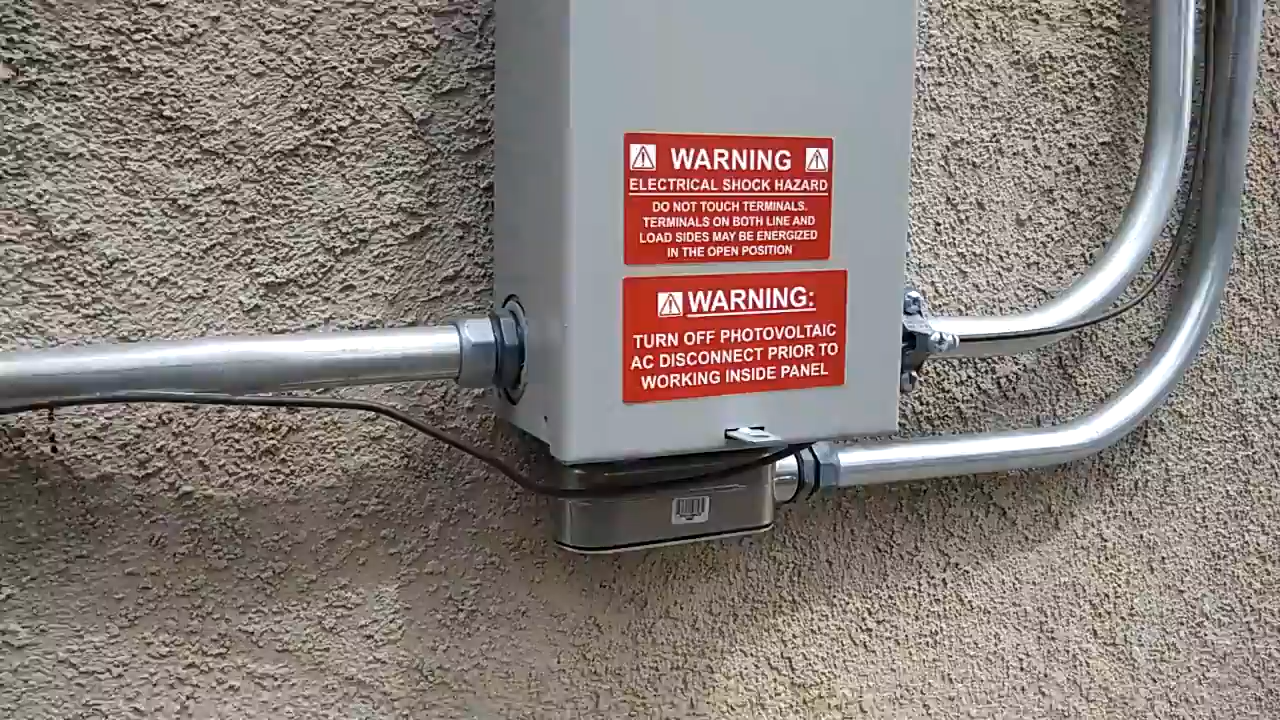 WARNING
ELECTRICAL SHOCK HAZARD
DO NOT TOUCH TERMINALS.
TERMINALS ON BOTH LINE AND
LOAD SIDES MAY BE ENERGIZED
IN THE OPEN POSITION
WARNING:
TURN OFF PHOTOVOLTAIC
AC DISCONNECT PRIOR TO
WORKING INSIDE PANEL